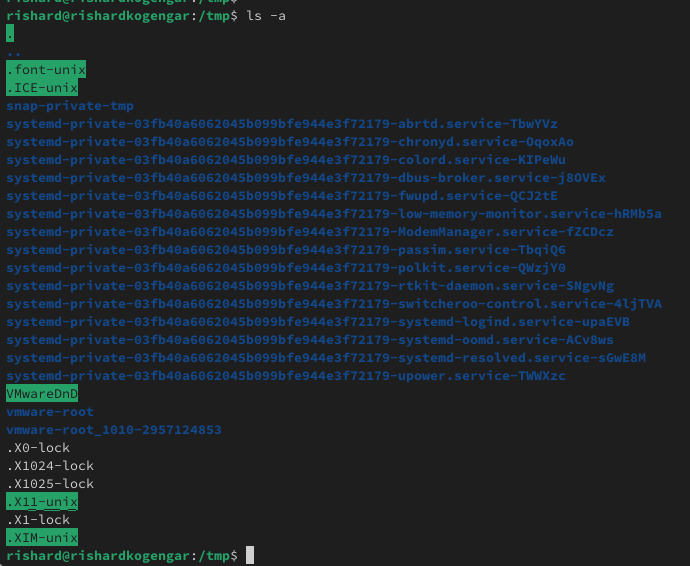 rishard@rishardkogengar:/tmp$ ls -a
.
..
.font-unix
.ICE-unix
snap-private-tmp
systemd-private-03fb40a6062045b099bfe944e3f72179-abrtd.service-TbwYVz
systemd-private-03fb40a6062045b099bfe944e3f72179-chronyd.service-OqoxAo
systemd-private-03fb40a6062045b099bfe944e3f72179-colord.service-KIPeWu
systemd-private-03fb40a6062045b099bfe944e3f72179-dbus-broker.service-j8OVEx
systemd-private-03fb40a6062045b099bfe944e3f72179-fwupd.service-QCJ2tE
systemd-private-03fb40a6062045b099bfe944e3f72179-low-memory-monitor.service-hRMb5a
systemd-private-03fb40a6062045b099bfe944e3f72179-ModemManager.service-fZCDcz
systemd-private-03fb40a6062045b099bfe944e3f72179-passim.service-TbqiQ6
systemd-private-03fb40a6062045b099bfe944e3f72179-polkit.service-QWzjY0
systemd-private-03fb40a6062045b099bfe944e3f72179-rtkit-daemon.service-SNgvNg
systemd-private-03fb40a6062045b099bfe944e3f72179-switcheroo-control.service-4ljTVA
systemd-private-03fb40a6062045b099bfe944e3f72179-systemd-logind.service-upaEVB
systemd-private-03fb40a6062045b099bfe944e3f72179-systemd-oomd.service-ACv8ws
systemd-private-03fb40a6062045b099bfe944e3f72179-systemd-resolved.service-sGwE8M
systemd-private-03fb40a6062045b099bfe944e3f72179-upower.service-TWWXzc
VMwareDnD
vmware-root
vmware-root_1010-2957124853
.X0-lock
.X1024-lock
.X1025-lock
.X11-unix
.X1-lock
.XIM-unix
rishard@rishardkogengar:/tmp$